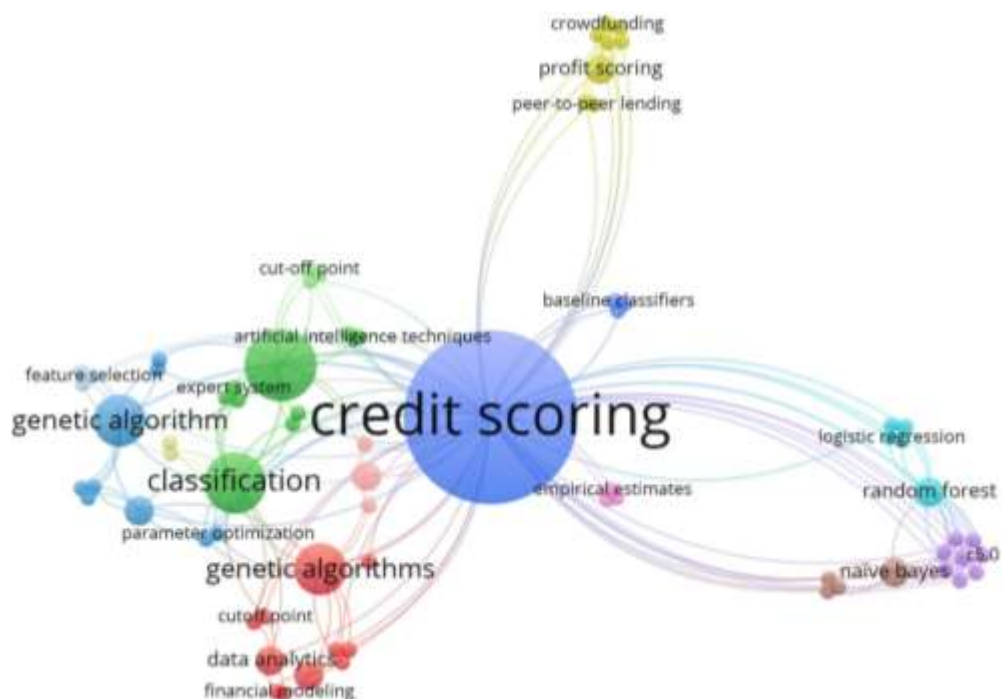 crowdfunding
profit scoring
peer-to-peer lending
cut-off point
baseline classifiers
artificial intelligence techniques
feature selection
expert system
genetic algorithm
credit scoring
logistic regression
classification
empirical estimates
random forest
parameter optimization
c5.0
genetic algorithms
naïve bayes
cutoff point
data analytics
financial modeling